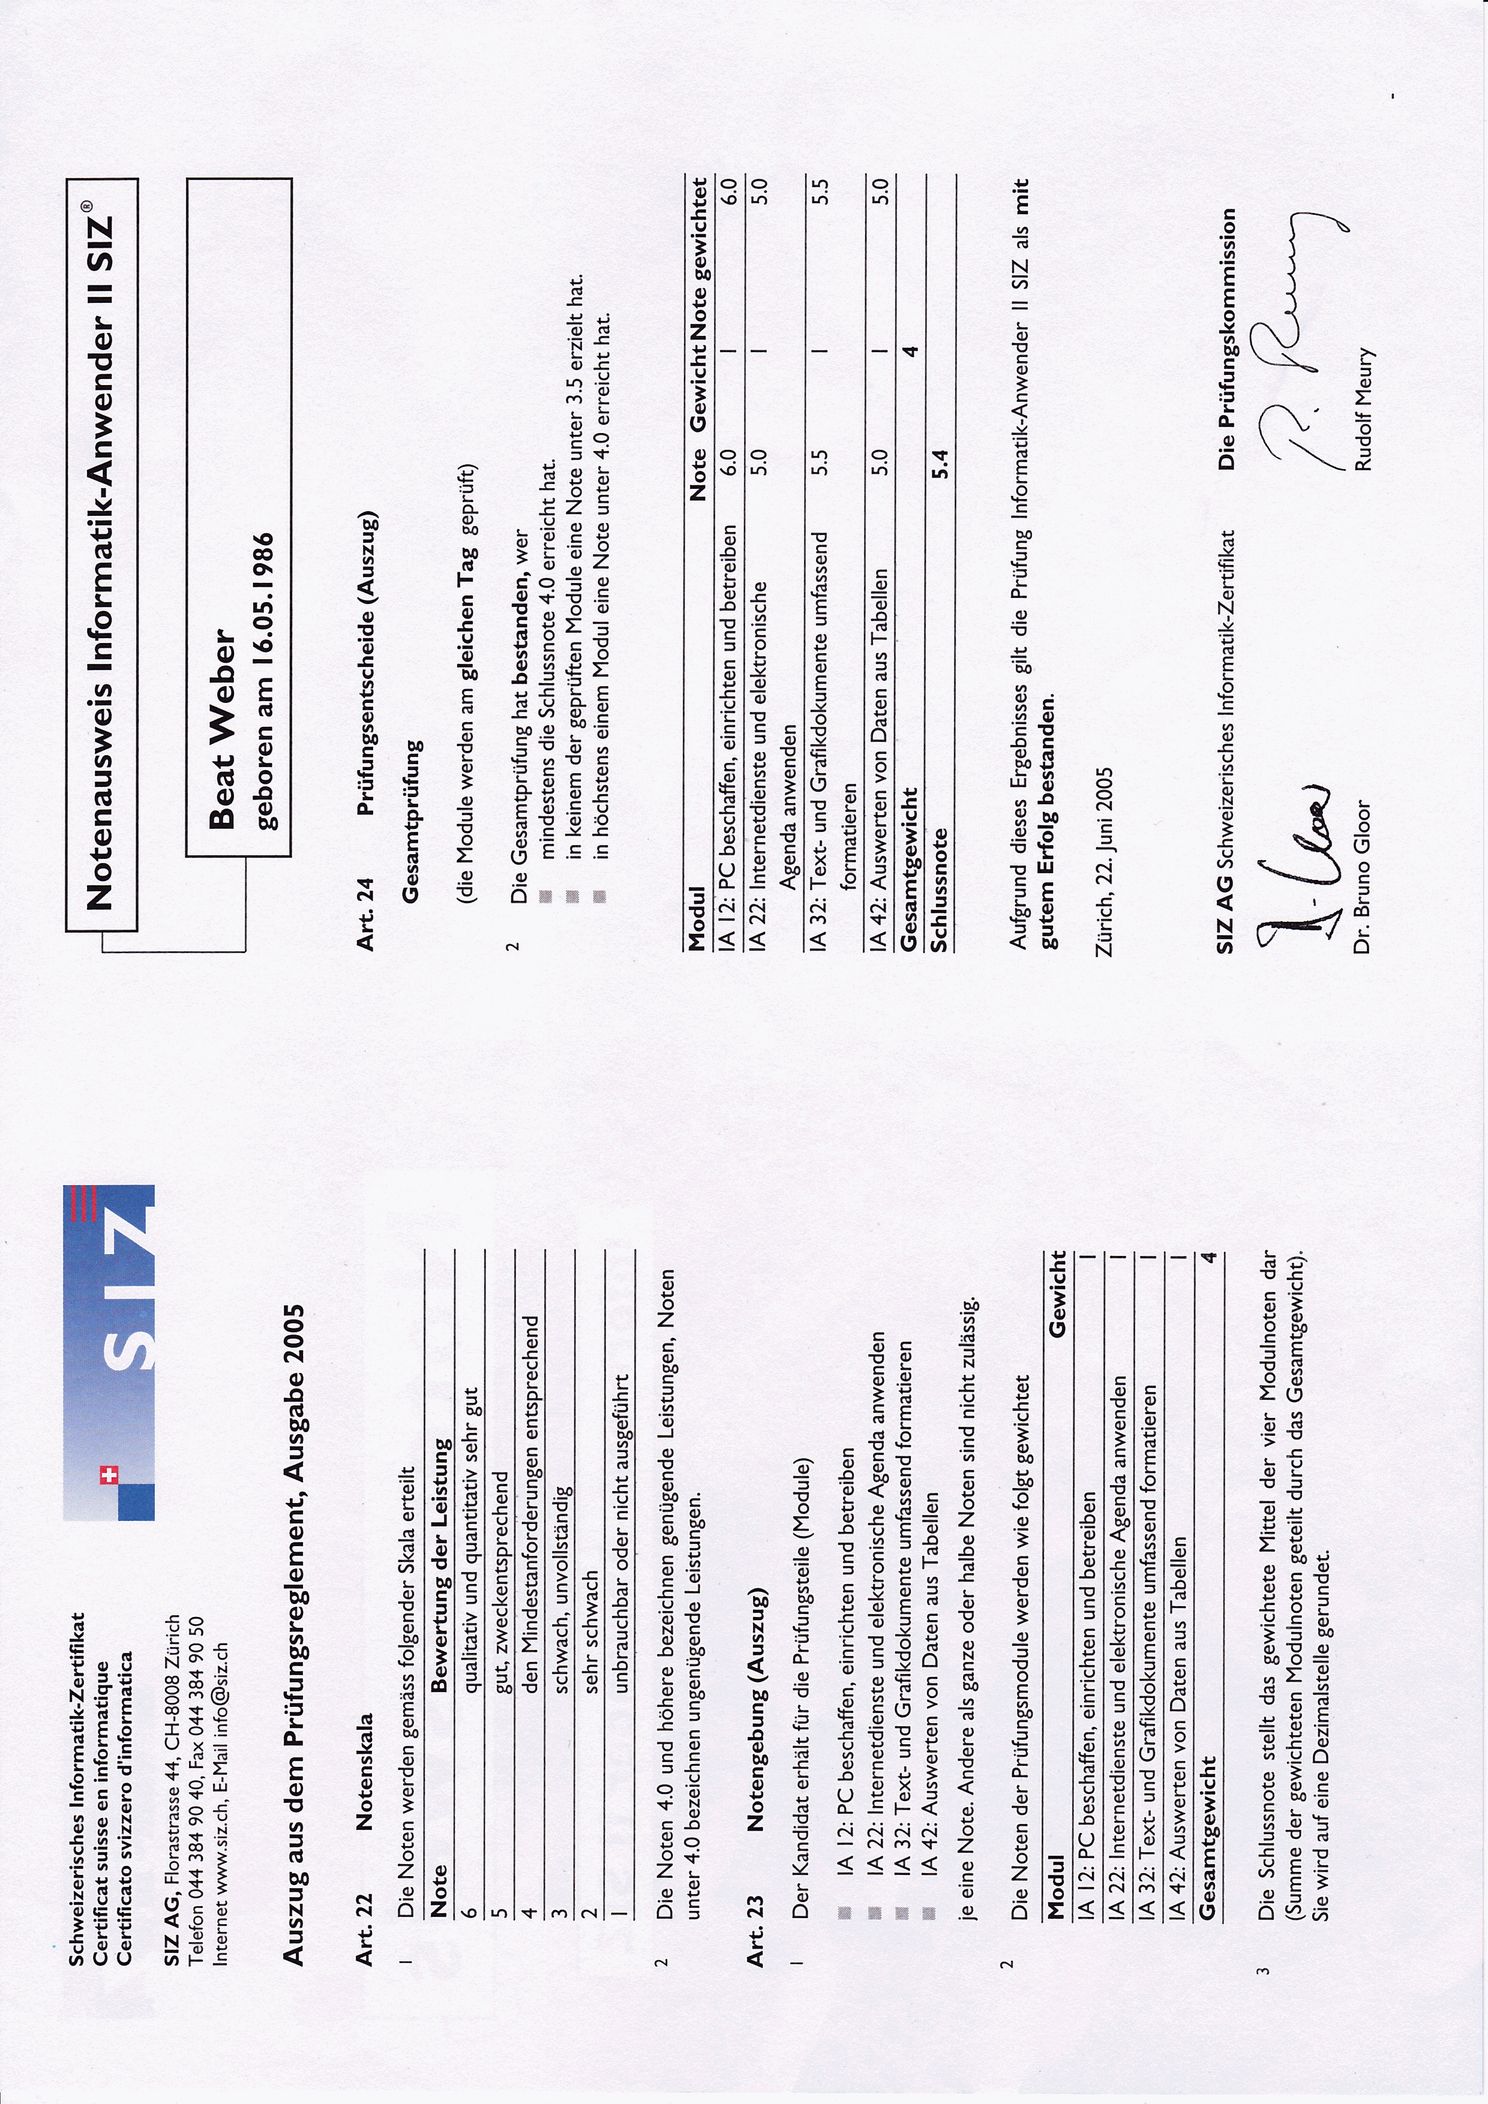 Schweizerisches Informatik-Zertifikat
Certificat suisse en informatique
Certificato svizzero d'informatica
SIZ
SIZ AG, Florastrasse 44, CH-8008 Zürich
Telefon 044 384 90 40, Fax 044 384 90 50
Internet www.siz.ch, E-Mail info@siz.ch
Auszug aus dem Prüfungsreglement, Ausgabe 2005
Art. 22 Notenskala
1 Die Noten werden gemäss folgender Skala erteilt
Note Bewertung der Leistung
6 qualitativ und quantitativ sehr gut
5 gut, zweckentsprechend
4 den Mindestanforderungen entsprechend
3 schwach, unvollständig
2 sehr schwach
1 unbrauchbar oder nicht ausgeführt
2 Die Noten 4.0 und höhere bezeichnen genügende Leistungen, Noten
unter 4.0 bezeichnen ungenügende Leistungen.
Art. 23 Notengebung (Auszug)
1 Der Kandidat erhält für die Prüfungsteile (Module)
IA 12: PC beschaffen, einrichten und betreiben
IA 22: Internetdienste und elektronische Agenda anwenden
IA 32: Text- und Grafikdokumente umfassend formatieren
IA 42: Auswerten von Daten aus Tabellen
je eine Note. Andere als ganze oder halbe Noten sind nicht zulässig.
2 Die Noten der Prüfungsmodule werden wie folgt gewichtet
Modul Gewicht
IA 12: PC beschaffen, einrichten und betreiben 1
IA 22: Internetdienste und elektronische Agenda anwenden 1
IA 32: Text- und Grafikdokumente umfassend formatieren 1
IA 42: Auswerten von Daten aus Tabellen 1
Gesamtgewicht 4
3 Die Schlussnote stellt das gewichtete Mittel der vier Modulnoten dar
(Summe der gewichteten Modulnoten geteilt durch das Gesamtgewicht).
Sie wird auf eine Dezimalstelle gerundet.
Notenausweis Informatik-Anwender II SIZ®
Beat Weber
geboren am 16.05.1986
Art. 24 Prüfungsentscheide (Auszug)
Gesamtprüfung
(die Module werden am gleichen Tag geprüft)
2 Die Gesamtprüfung hat bestanden, wer
mindestens die Schlussnote 4.0 erreicht hat.
in keinem der geprüften Module eine Note unter 3.5 erzielt hat.
in höchstens einem Modul eine Note unter 4.0 erreicht hat.
Modul Note Gewicht Note gewichtet
IA 12: PC beschaffen, einrichten und betreiben 6.0 1 6.0
IA 22: Internetdienste und elektronische 5.0 1 5.0
Agenda anwenden
IA 32: Text- und Grafikdokumente umfassend 5.5 1 5.5
formatieren
IA 42: Auswerten von Daten aus Tabellen 5.0 1 5.0
Gesamtgewicht 4
Schlussnote 5.4
Aufgrund dieses Ergebnisses gilt die Prüfung Informatik-Anwender II SIZ als mit
gutem Erfolg bestanden.
Zürich, 22. Juni 2005
SIZ AG Schweizerisches Informatik-Zertifikat Die Prüfungskommission
Dr. Bruno Gloor Rudolf Meury